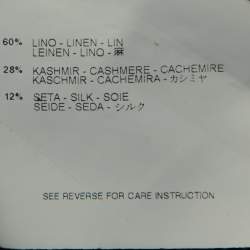 60% LINO - LINEN - LIN
LEINEN - LINO - 麻
28% KASHMIR - CASHMERE - CACHEMIRE
KASCHMIR - CACHEMIRA - カシミヤ
12% SETA - SILK - SOIE
SEIDE - SEDA - シルク
SEE REVERSE FOR CARE INSTRUCTION